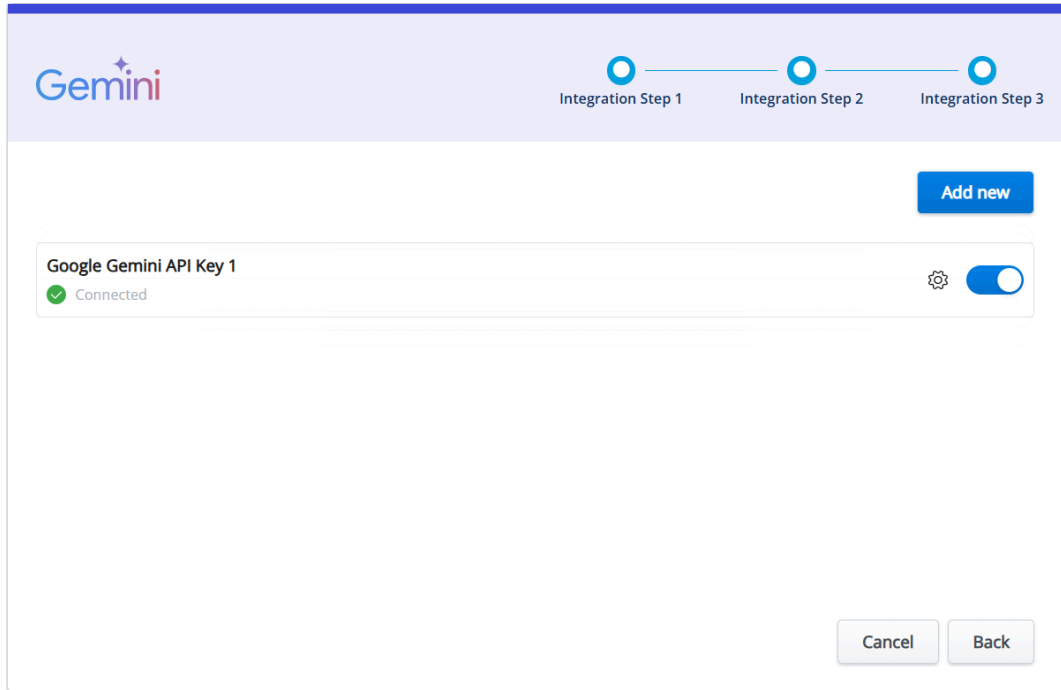 Gemini
Integration Step 1 Integration Step 2 Integration Step 3
Add new
Google Gemini API Key 1
Connected
Cancel Back